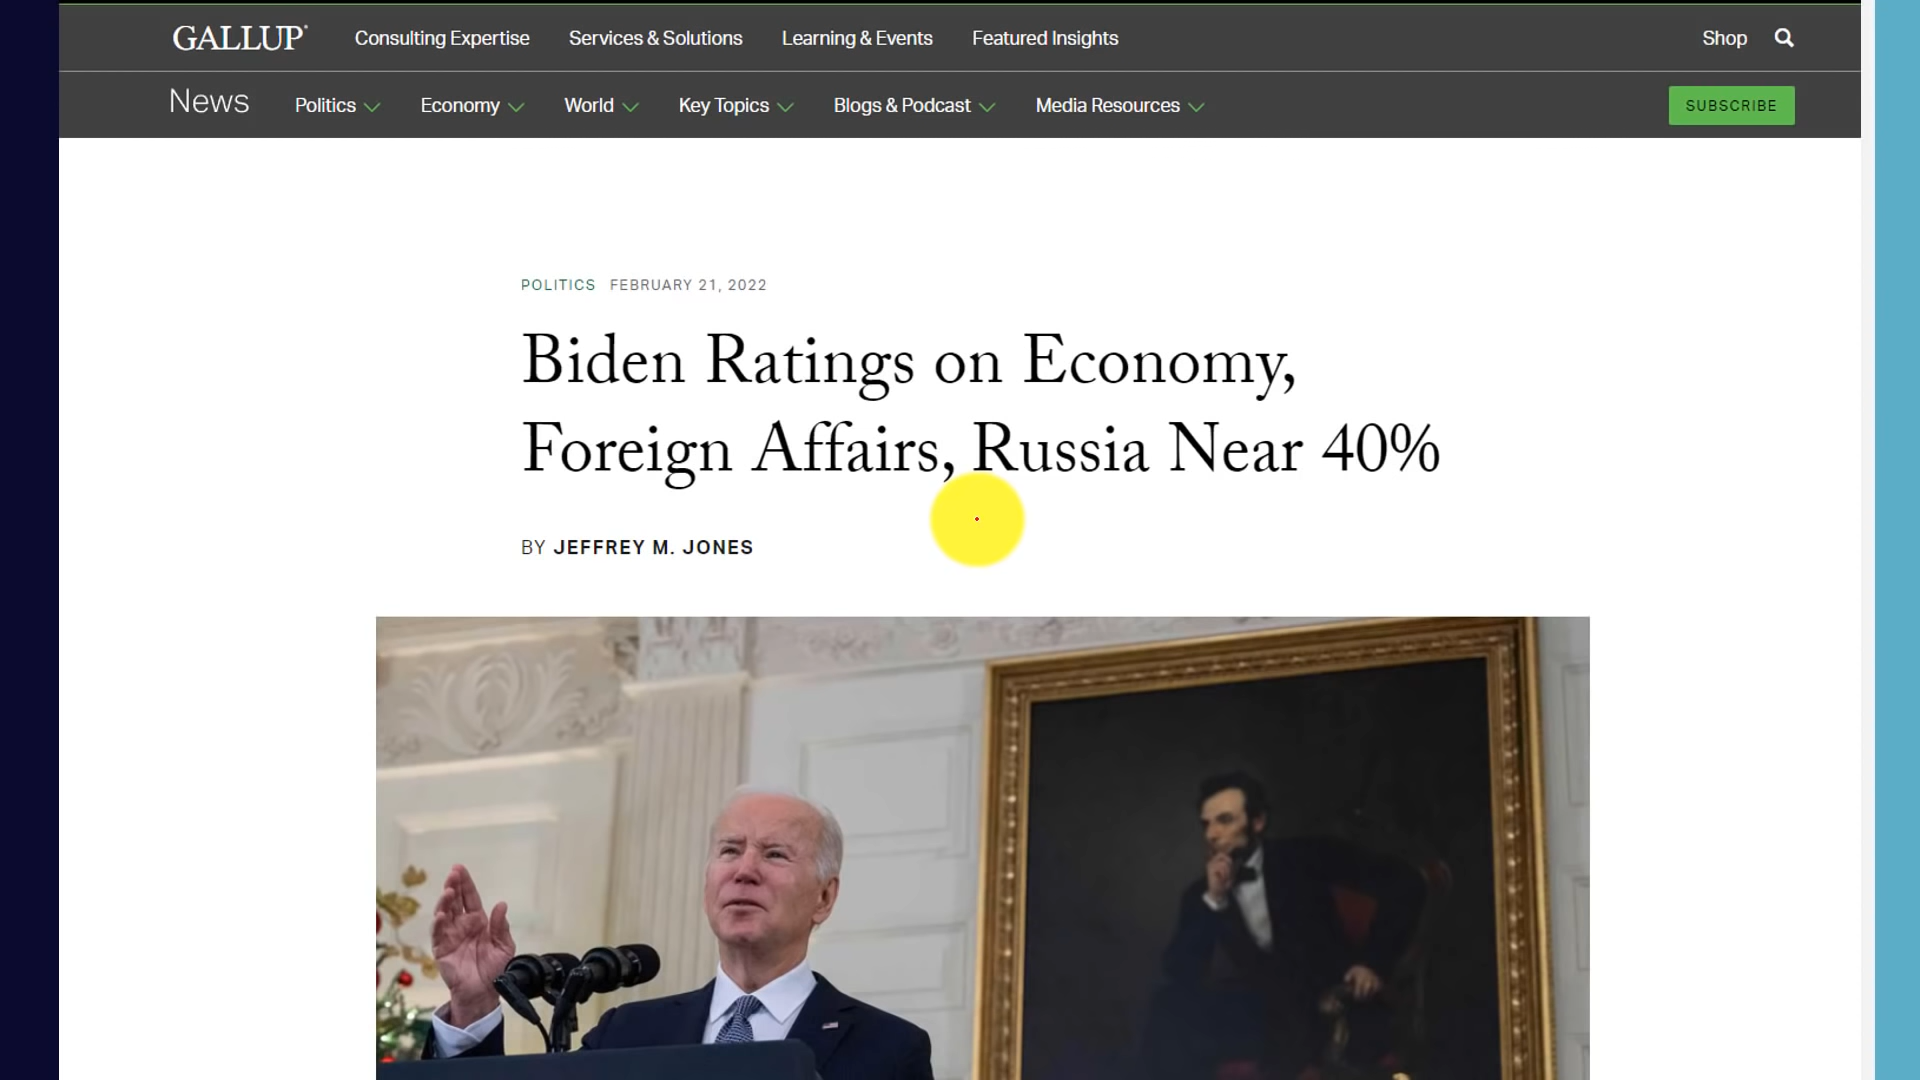 GALLUP Consulting Expertise Services & Solutions Learning & Events Featured Insights Shop
News Politics Economy World Key Topics Blogs & Podcast Media Resources SUBSCRIBE
POLITICS FEBRUARY 21, 2022
Biden Ratings on Economy,
Foreign Affairs, Russia Near 40%
BY JEFFREY M. JONES